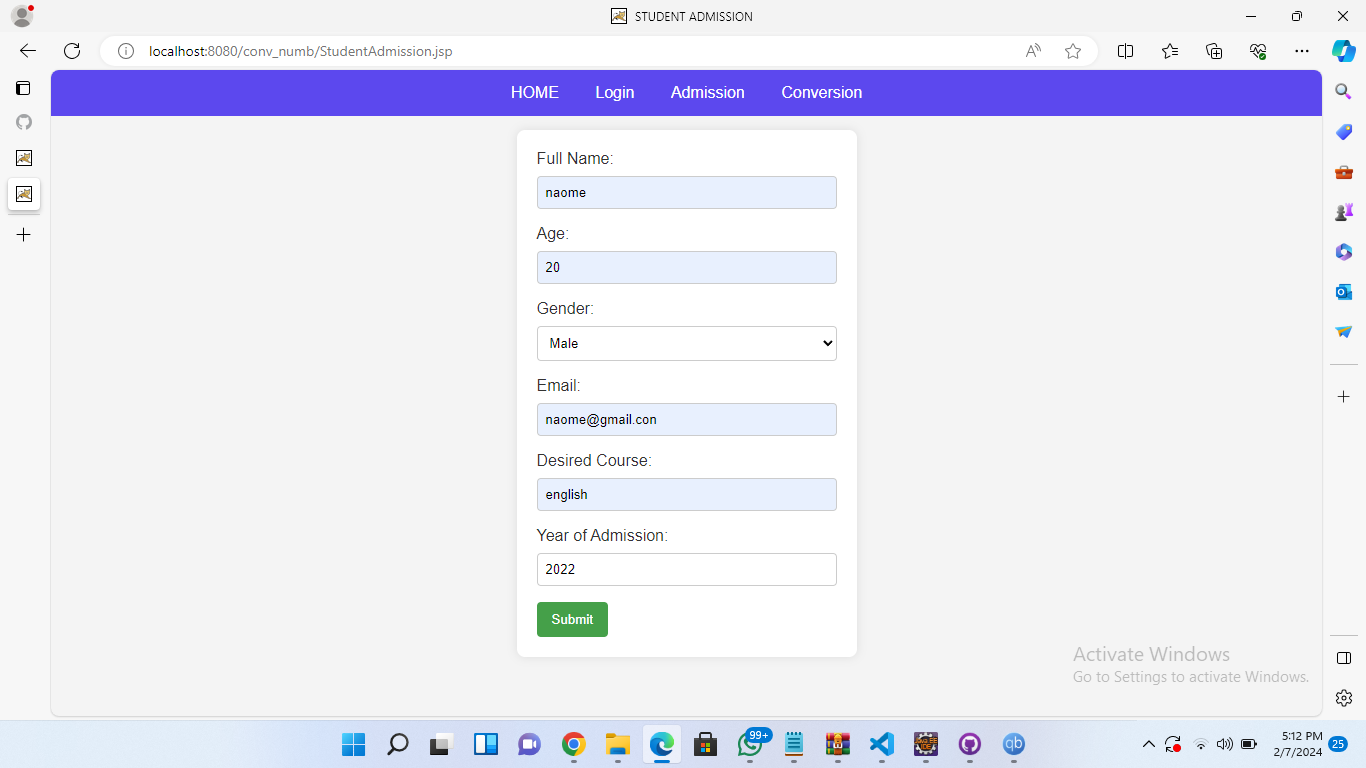 STUDENT ADMISSION
localhost:8080/conv_numb/StudentAdmission.jsp
HOME Login Admission Conversion
Full Name:
naome
Age:
20
Gender:
Male
Email:
naome@gmail.con
Desired Course:
english
Year of Admission:
2022
Submit
Activate Windows
Go to Settings to activate Windows.
99+
qb
5:12 PM
2/7/2024
25